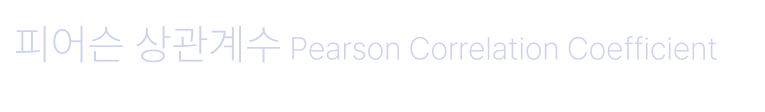 피어슨 상관계수 Pearson Correlation Coefficient